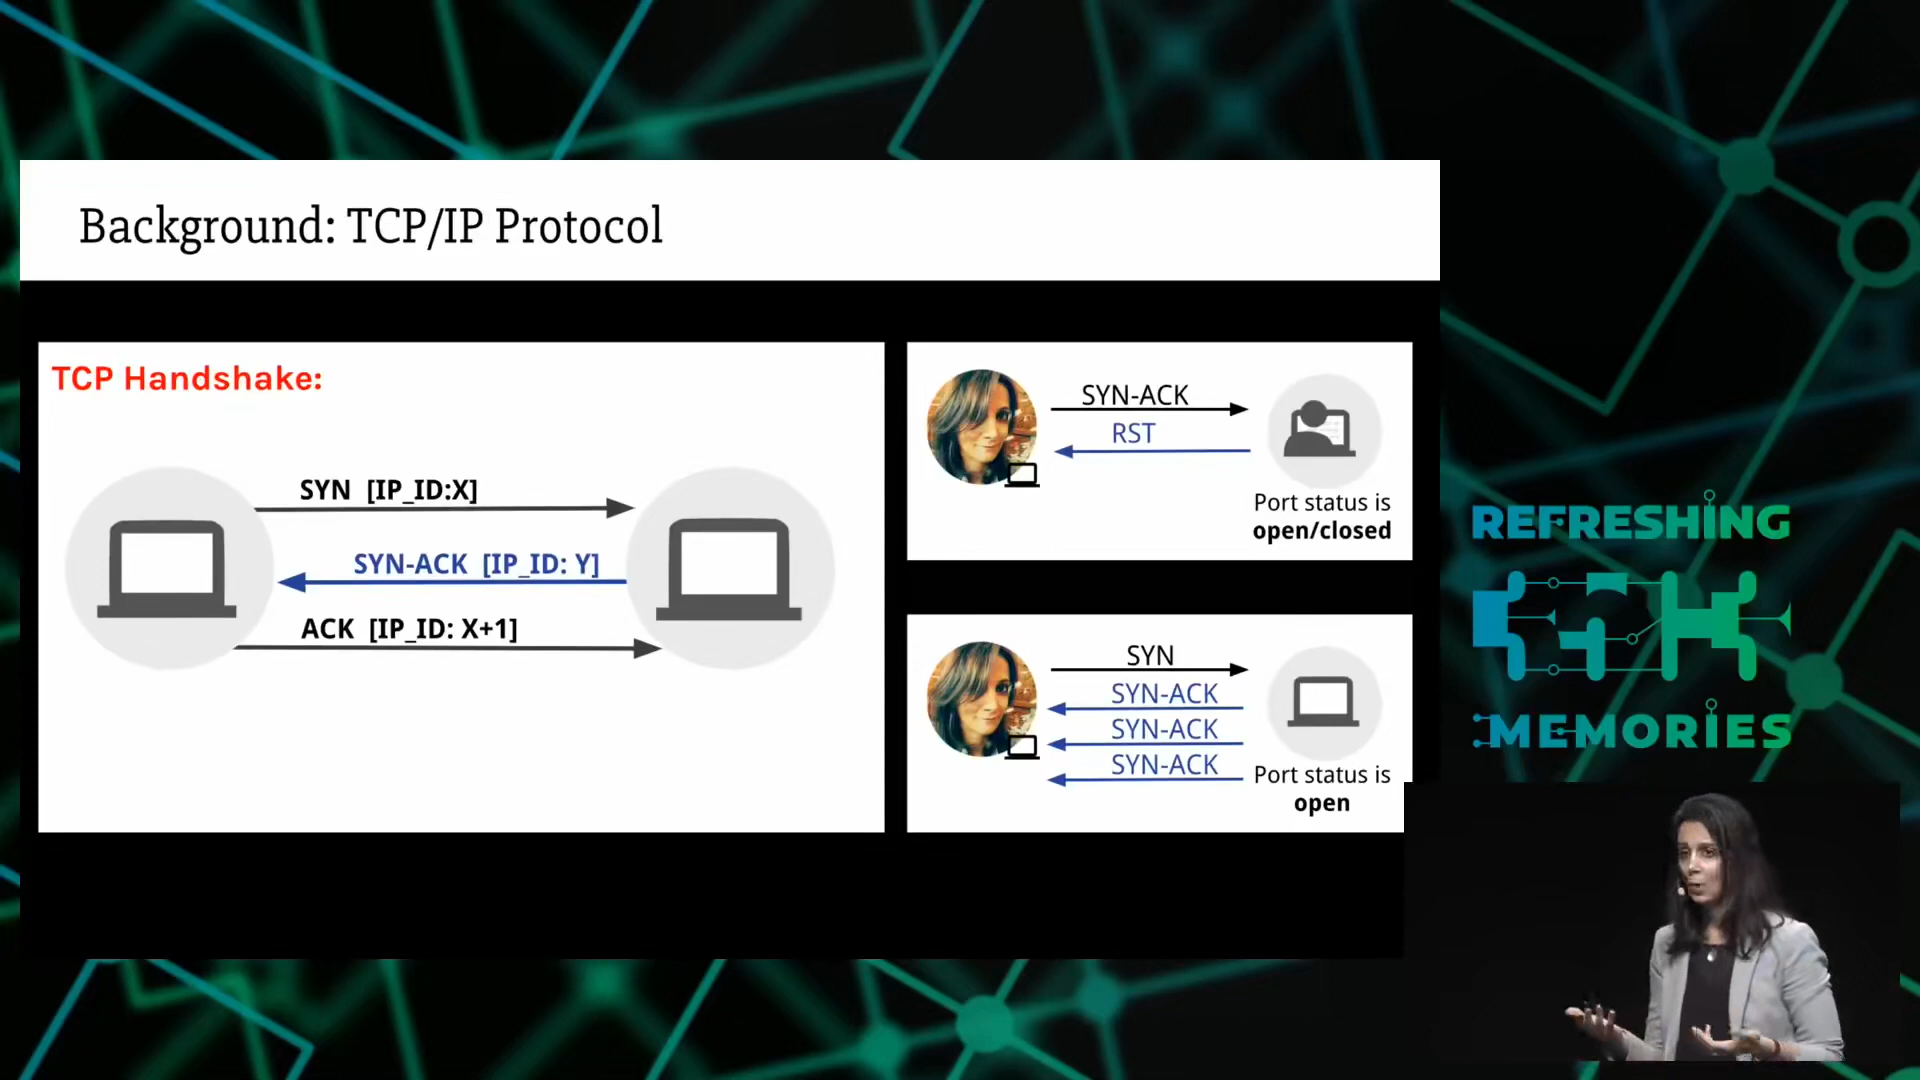 Background: TCP/IP Protocol
TCP Handshake:
SYN [IP_ID:X]
SYN-ACK [IP_ID: Y]
ACK [IP_ID: X+1]
SYN-ACK
RST
Port status is
open/closed
SYN
SYN-ACK
SYN-ACK
SYN-ACK
Port status is
open
REFRESHING
MEMORIES